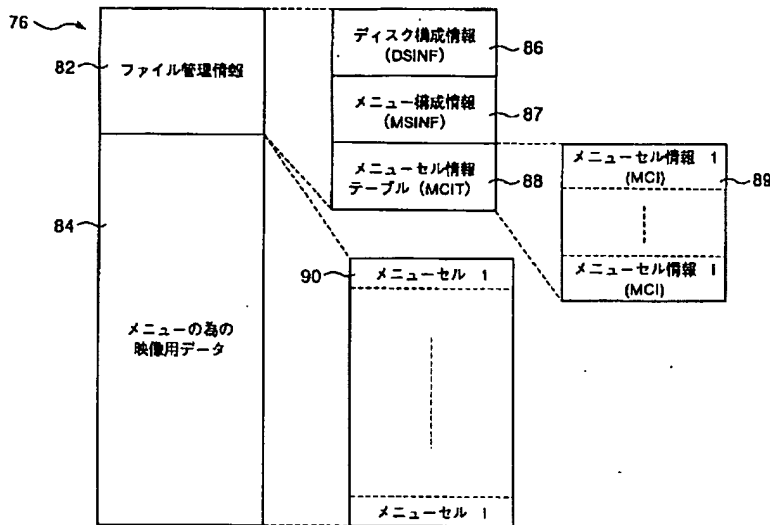 76
82
ファイル管理情報
84
メニューの為の
映像用データ
ディスク構成情報
(DSINF)
86
メニュー構成情報
(MSINF)
87
メニューセル情報
テーブル (MCIT)
88
メニューセル情報 1
(MCI)
89
メニューセル情報 I
(MCI)
90
メニューセル 1
メニューセル I